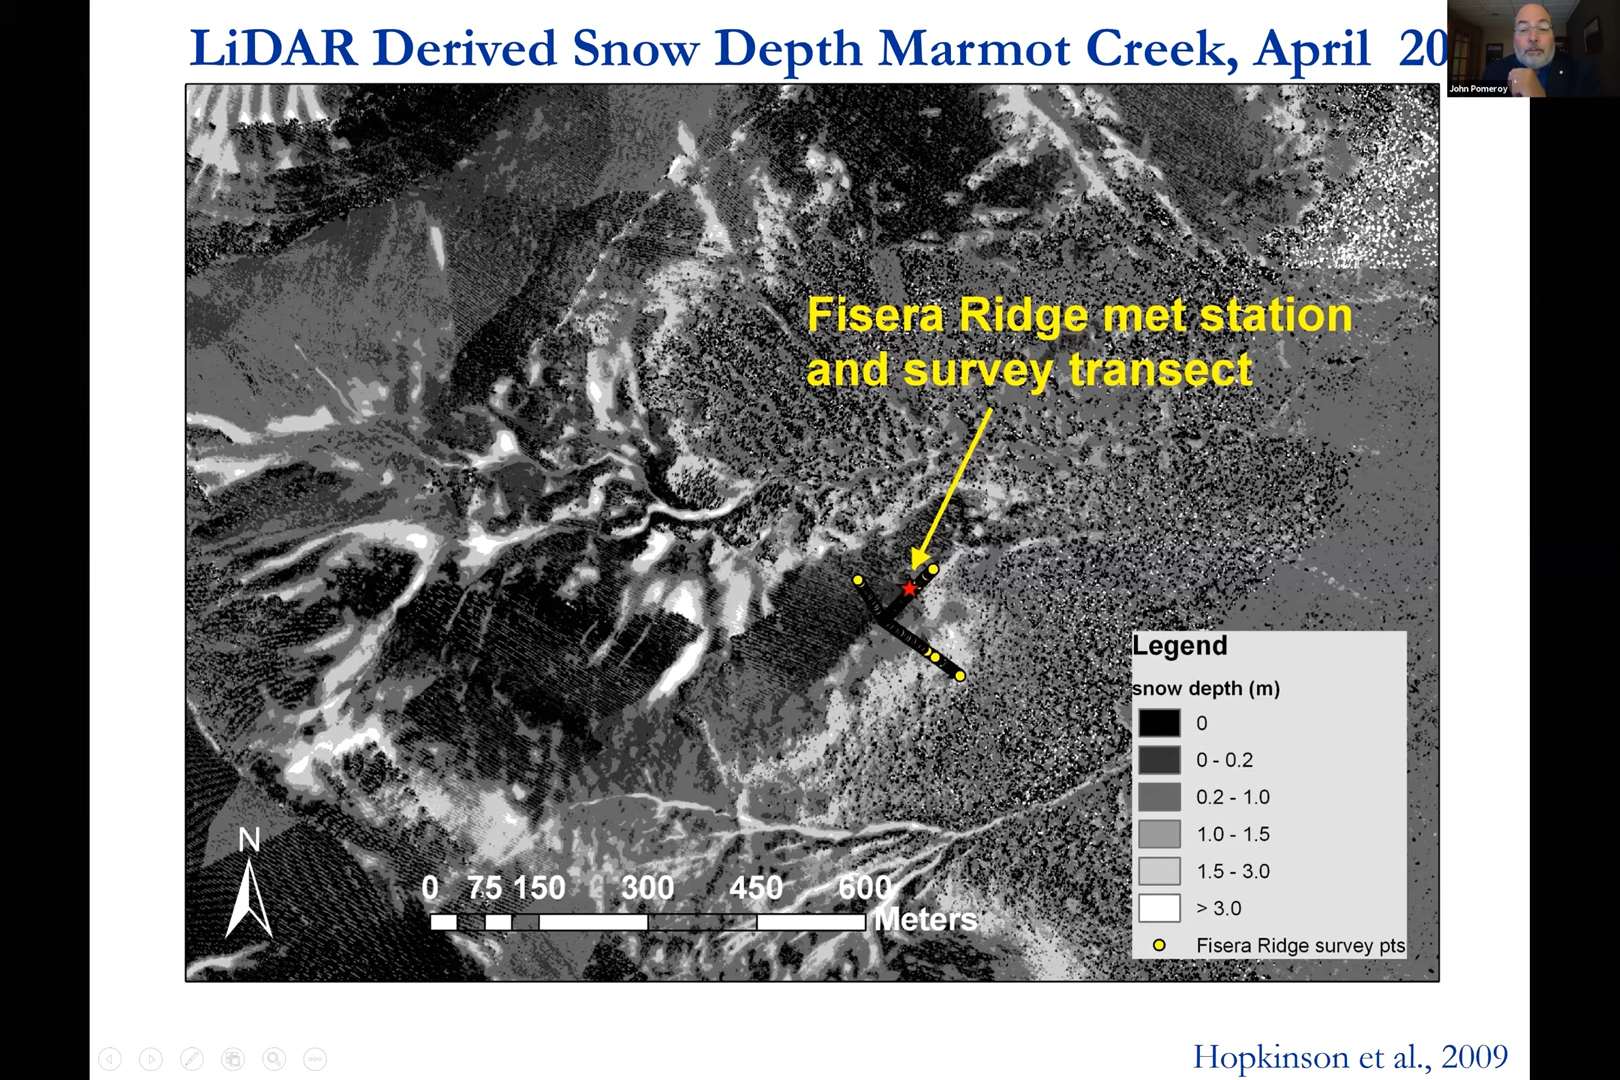 LiDAR Derived Snow Depth Marmot Creek, April 20
John Pomeroy
Fisera Ridge met station
and survey transect
Legend
snow depth (m)
0
0 - 0.2
0.2 - 1.0
1.0 - 1.5
1.5 - 3.0
> 3.0
Fisera Ridge survey pts
N
0 75 150 300 450 600
Meters
Hopkinson et al., 2009